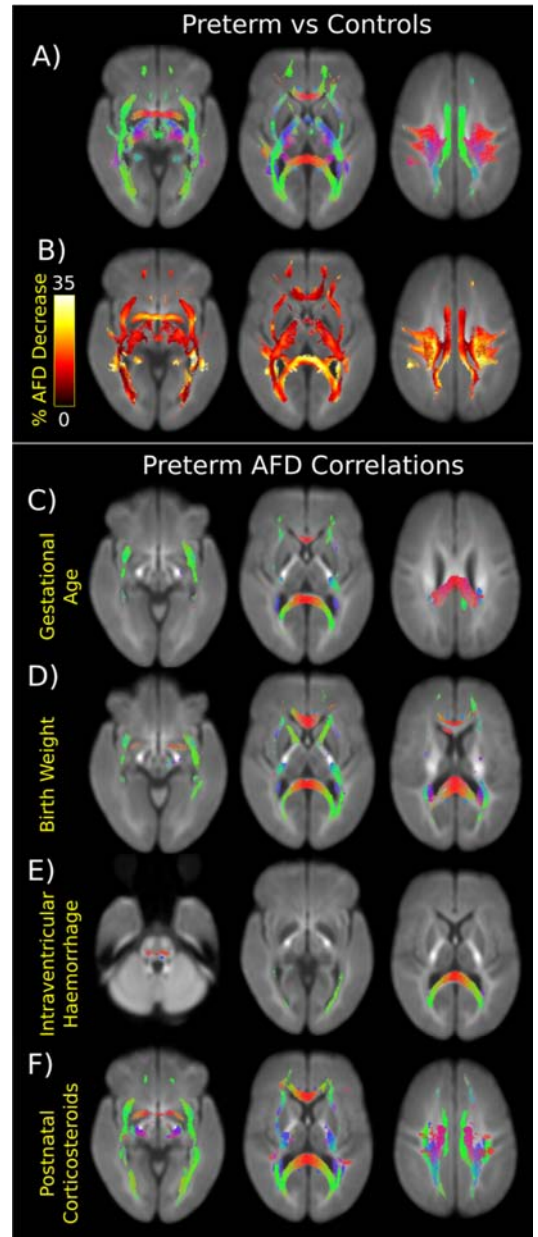 Preterm vs Controls
A)
B)
% AFD Decrease
35
0
Preterm AFD Correlations
C)
Gestational
Age
D)
Birth Weight
E)
Intraventricular
Haemorrhage
F)
Postnatal
Corticosteroids